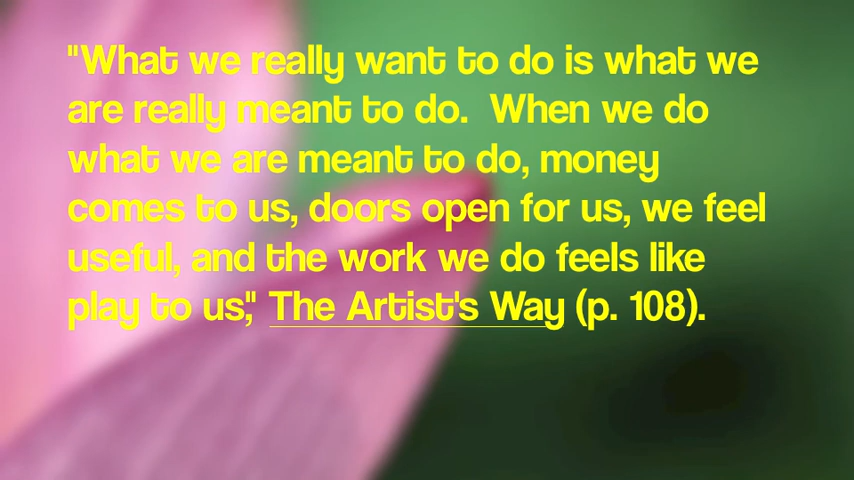 "What we really want to do is what we
are really meant to do.  When we do
what we are meant to do, money
comes to us, doors open for us, we feel
useful, and the work we do feels like
play to us," The Artist's Way (p. 108).